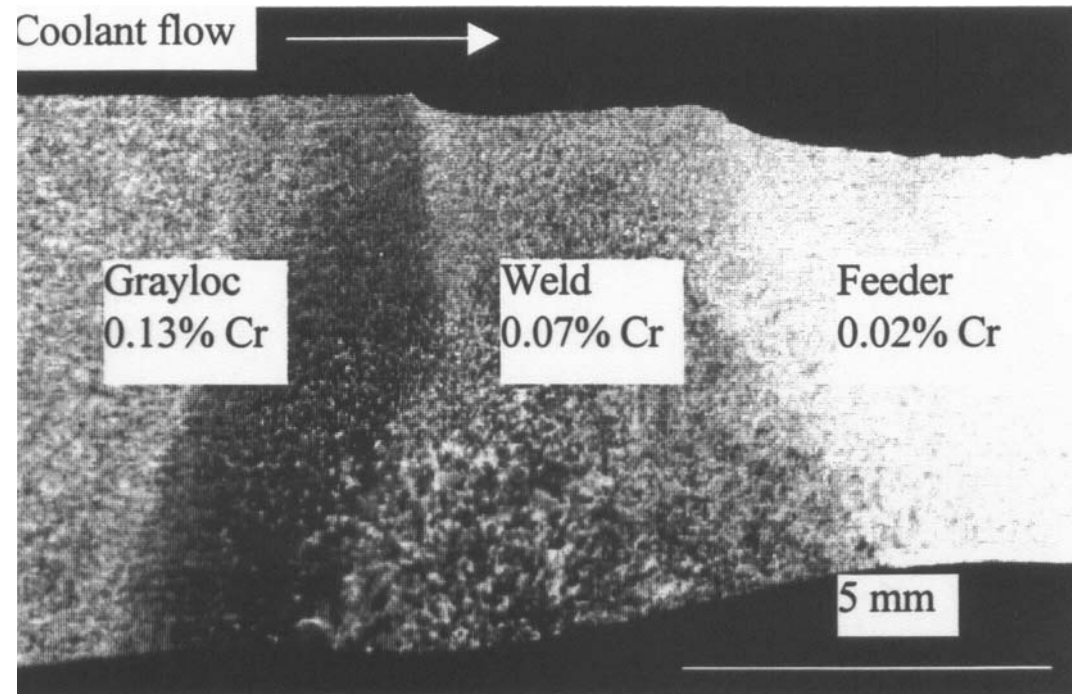 Coolant flow
Grayloc
0.13% Cr
Weld
0.07% Cr
Feeder
0.02% Cr
5 mm